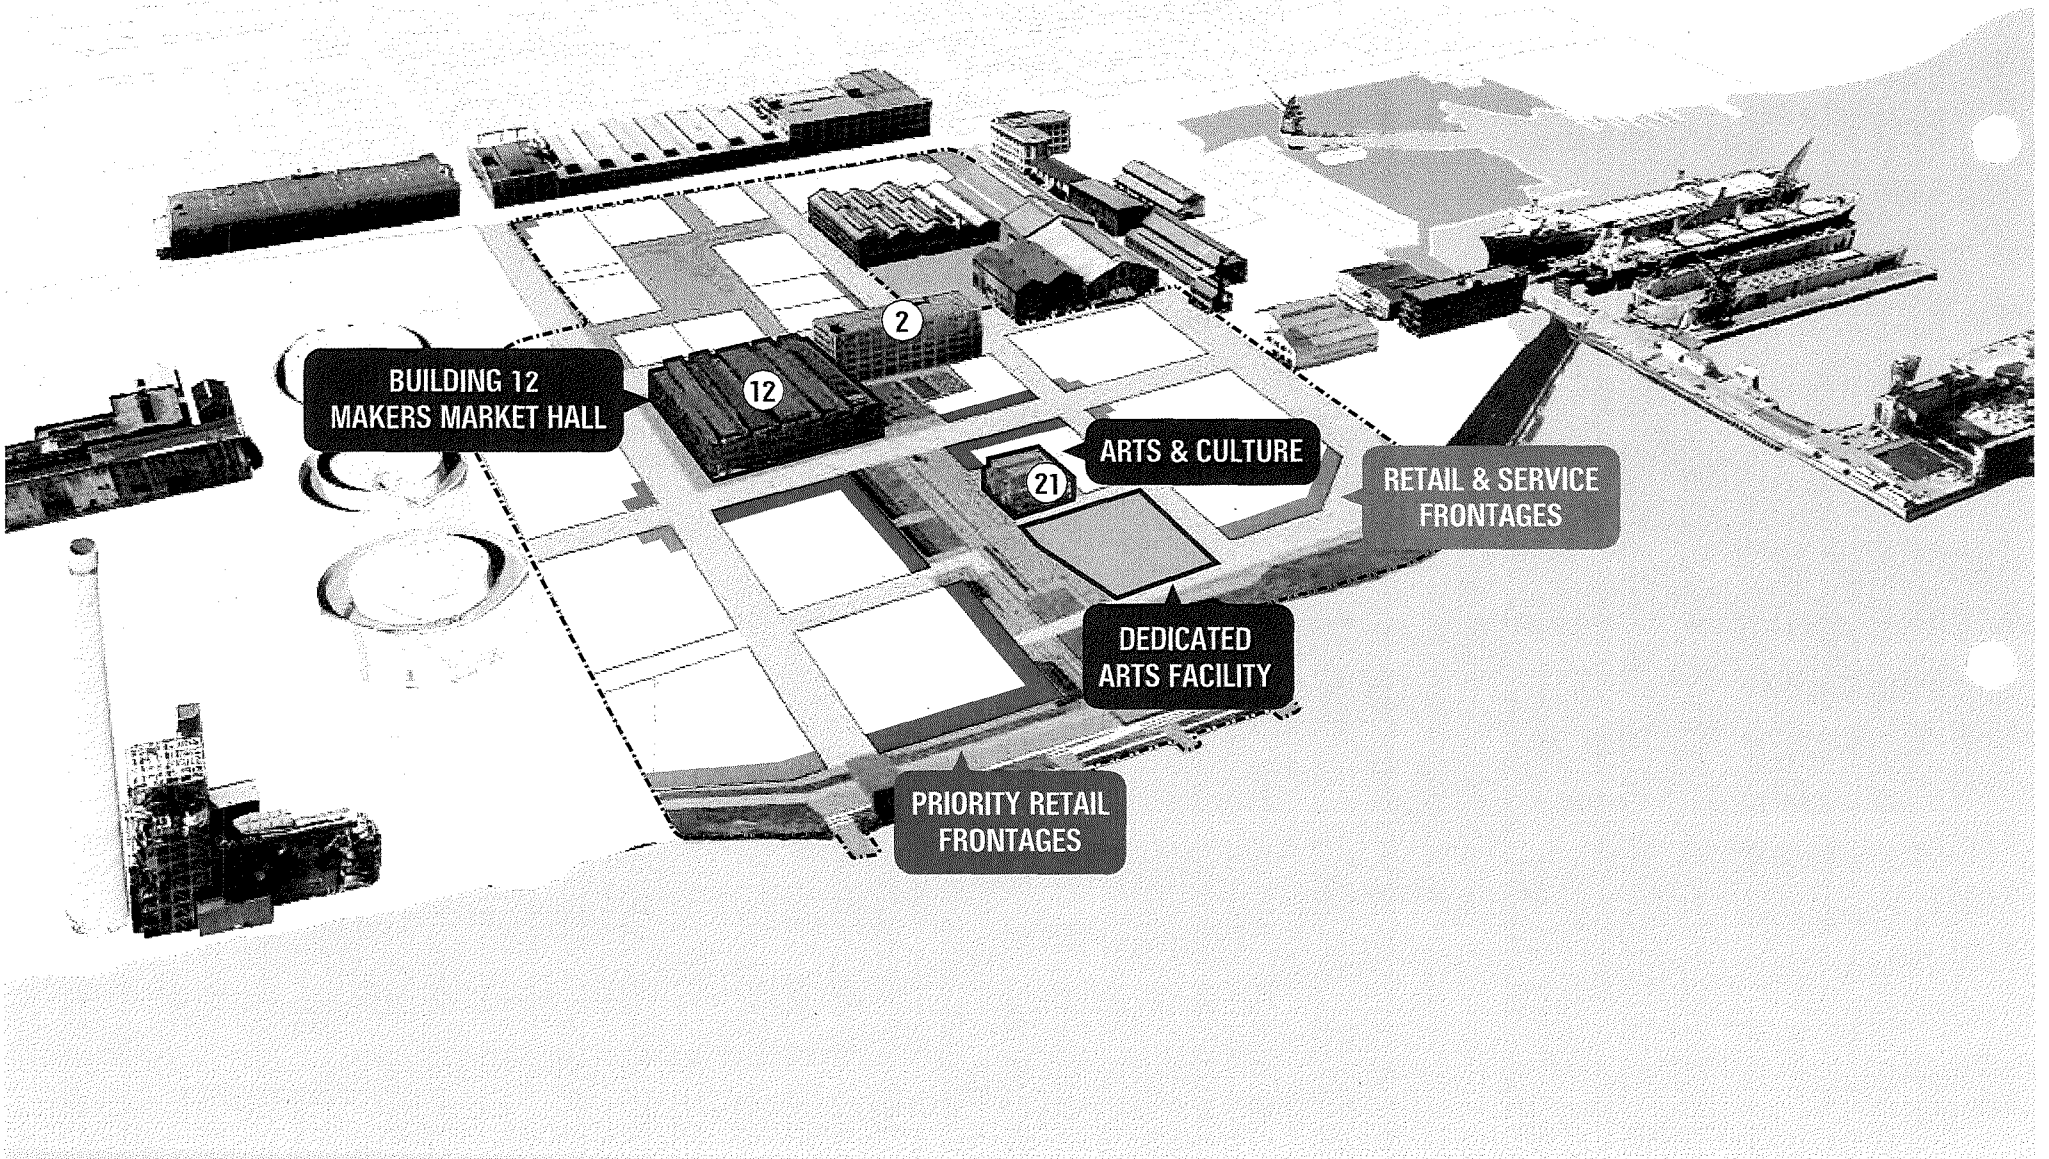 2
BUILDING 12
MAKERS MARKET HALL
12
ARTS & CULTURE
21
RETAIL & SERVICE
FRONTAGES
DEDICATED
ARTS FACILITY
PRIORITY RETAIL
FRONTAGES